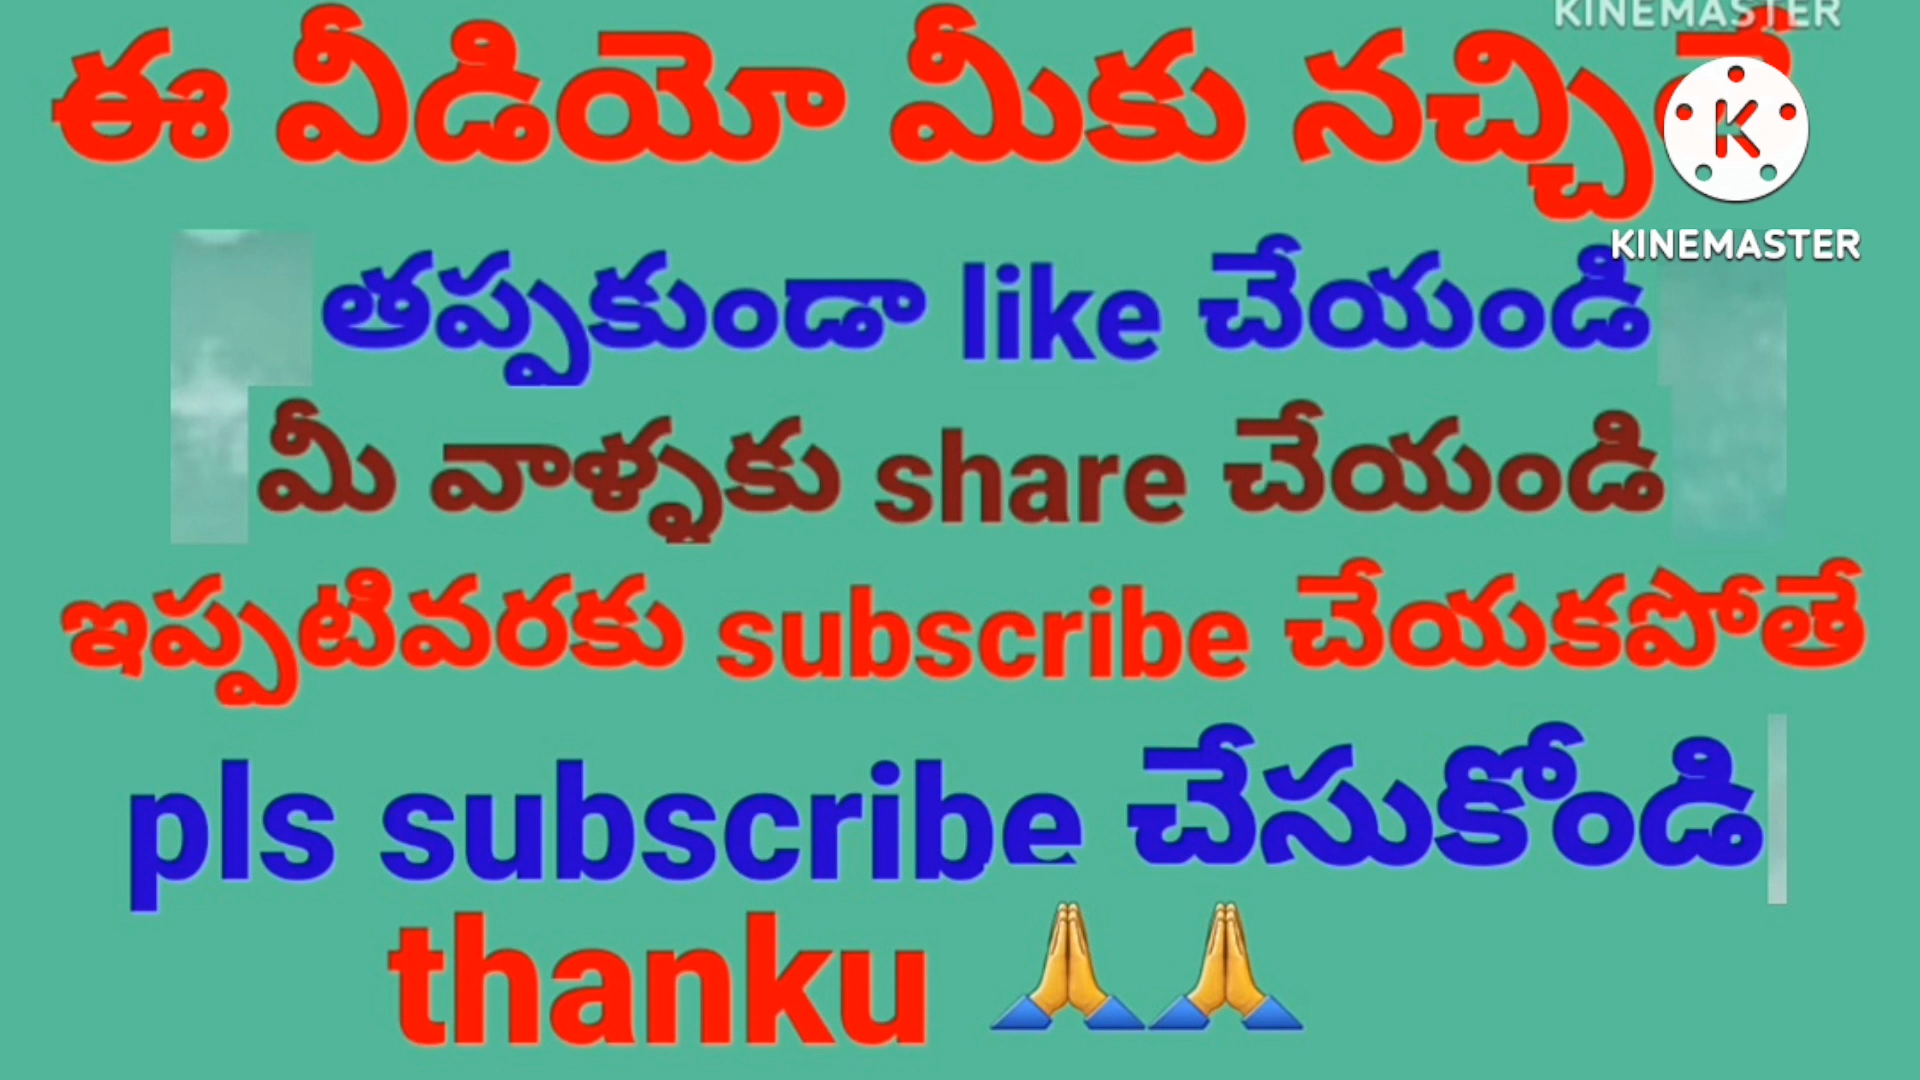 KINEMASTER
ఈ వీడియో మీకు నచ్చితే
KINEMASTER
తప్పకుండా like చేయండి
మీ వాళ్ళకు share చేయండి
ఇప్పటివరకు subscribe చేయకపోతే
pls subscribe చేసుకోండి
thanku 🙏🙏